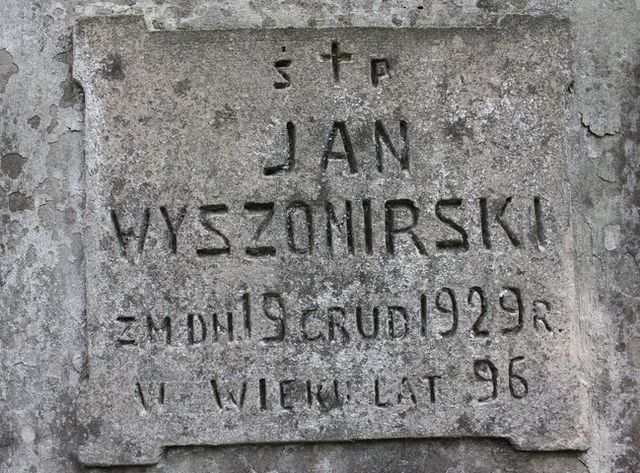 ś † p
JAN
WYSZOMIRSKI
ZM DN. 19 GRUD 1929 R.
W WIEKU LAT 96